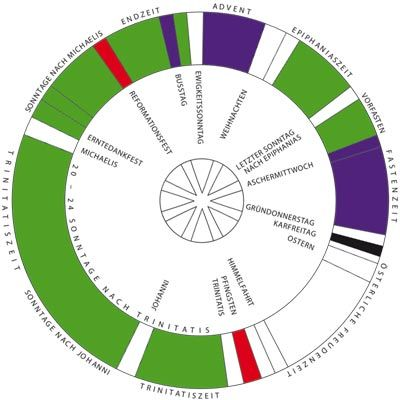 ADVENT
EPIPHANIASZEIT
VORFASTEN
FASTENZEIT
ÖSTERLICHE FREUDENZEIT
TRINITATISZEIT
SONNTAGE NACH JOHANNI
TRINITATISZEIT
SONNTAGE NACH MICHAELIS
ENDZEIT
WEIHNACHTEN
LETZTER SONNTAG
NACH EPIPHANIAS
ASCHERMITTWOCH
GRÜNDONNERSTAG
KARFREITAG
OSTERN
HIMMELFAHRT
PFINGSTEN
TRINITATIS
JOHANNI
20 – 24 SONNTAGE NACH TRINITATIS
MICHAELIS
ERNTEDANKFEST
REFORMATIONSFEST
BUSSTAG
EWIGKEITSSONNTAG